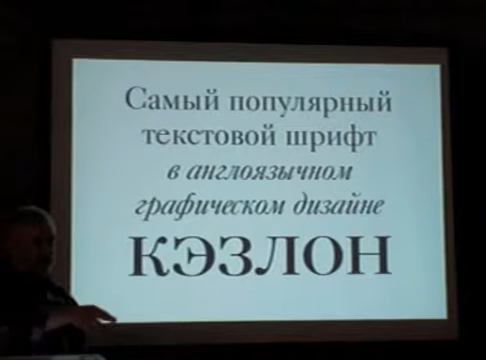 Самый популярный
текстовой шрифт
в англоязычном
графическом дизайне
КЭЗЛОН